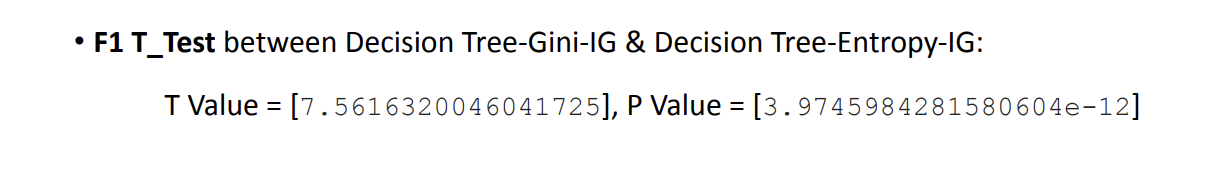 • F1 T_Test between Decision Tree-Gini-IG & Decision Tree-Entropy-IG:
T Value = [7.5616320046041725], P Value = [3.9745984281580604e-12]